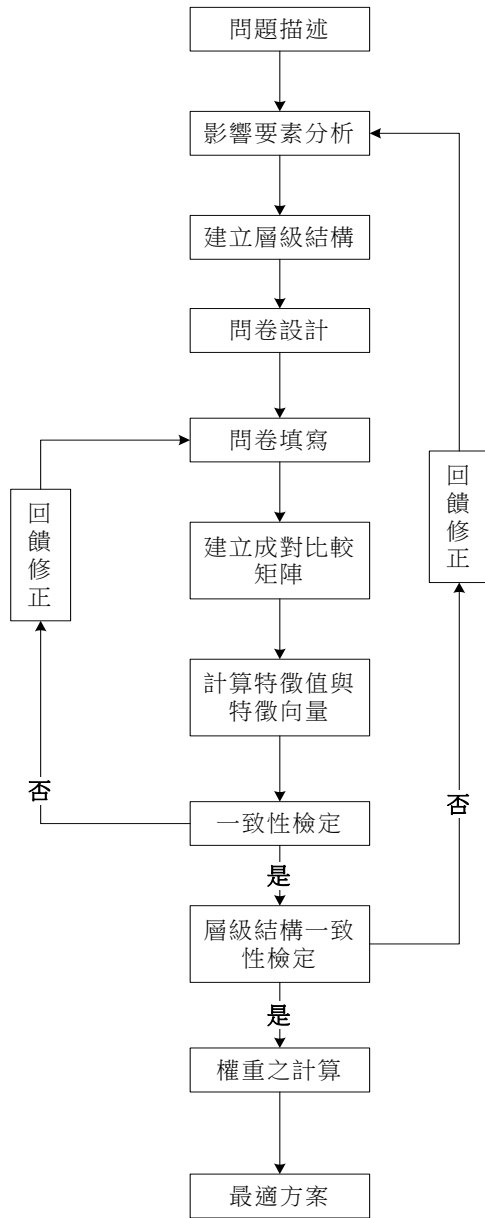 問題描述
影響要素分析
建立層級結構
問卷設計
問卷填寫
回饋修正
回饋修正
建立成對比較
矩陣
計算特徵值與
特徵向量
否
否
一致性檢定
是
層級結構一致
性檢定
是
權重之計算
最適方案